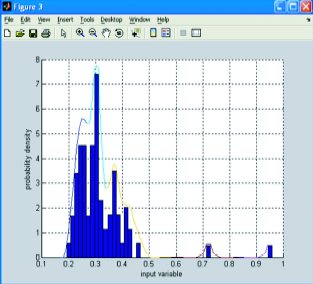 Figure 3
File Edit View Insert Tools Desktop Window Help
8
7
6
5
4
3
2
1
0
probability density
0.1 0.2 0.3 0.4 0.5 0.6 0.7 0.8 0.9 1
input variable